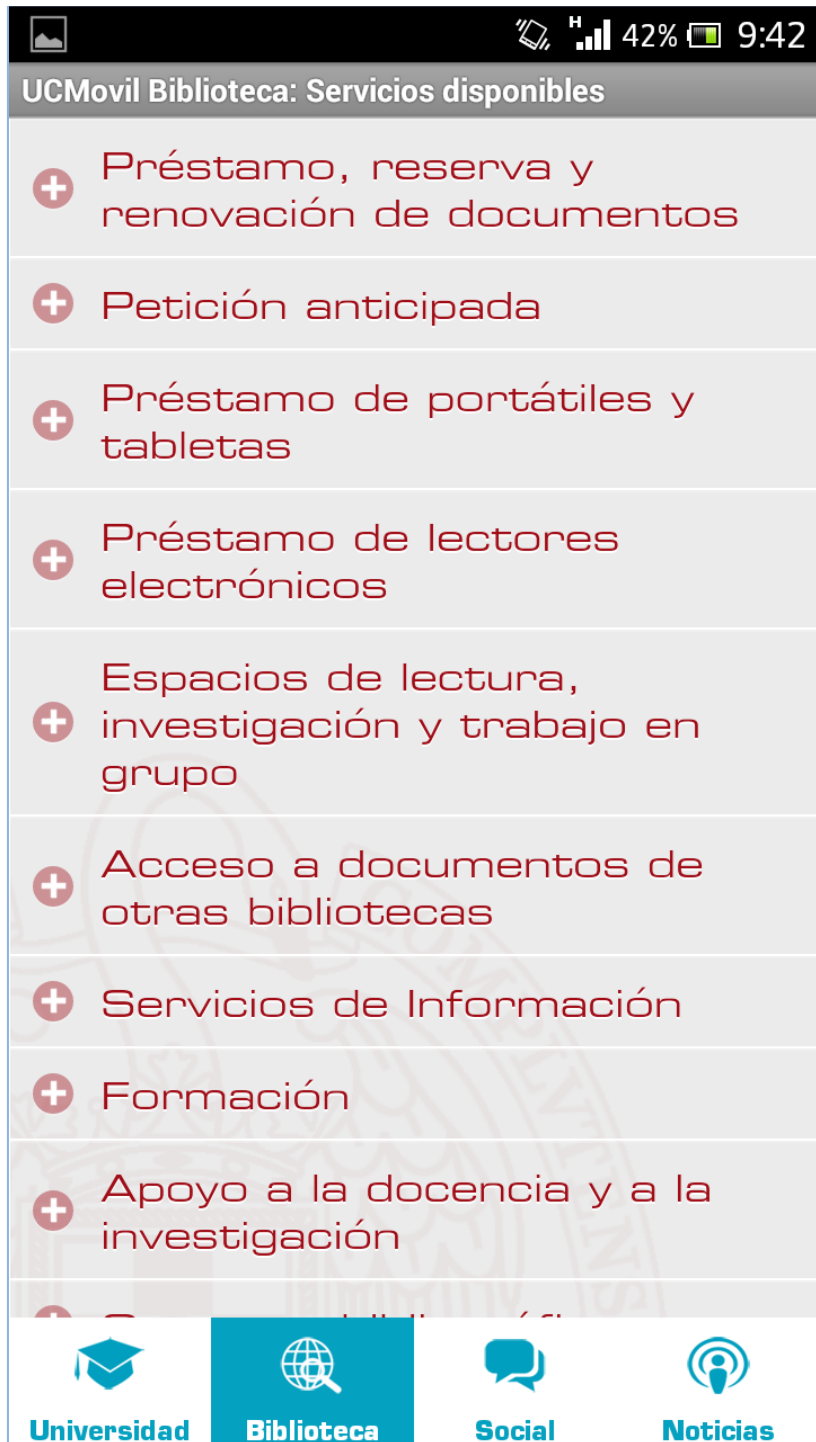 H 42% 9:42
UCMovil Biblioteca: Servicios disponibles
Préstamo, reserva y
renovación de documentos
Petición anticipada
Préstamo de portátiles y
tabletas
Préstamo de lectores
electrónicos
Espacios de lectura,
investigación y trabajo en
grupo
Acceso a documentos de
otras bibliotecas
Servicios de Información
Formación
Apoyo a la docencia y a la
investigación
Universidad Biblioteca Social Noticias